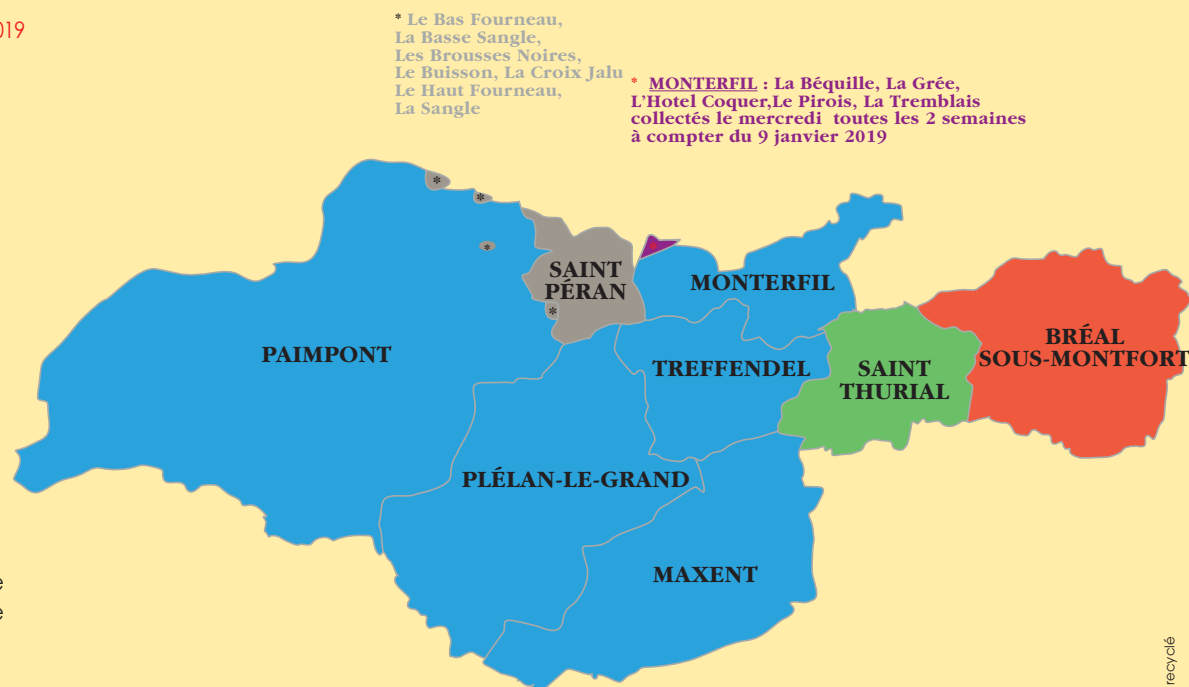 019
* Le Bas Fourneau,
La Basse Sangle,
Les Brousses Noires,
Le Buisson, La Croix Jalu
Le Haut Fourneau,
La Sangle
* MONTERFIL : La Béquille, La Grée,
L'Hotel Coquer,Le Pirois, La Tremblais
collectés le mercredi toutes les 2 semaines
à compter du 9 janvier 2019
*
*
*
*
*
SAINT
PÉRAN
MONTERFIL
PAIMPONT
TREFFENDEL
SAINT
THURIAL
BRÉAL
SOUS-MONTFORT
PLÉLAN-LE-GRAND
MAXENT
e
e
recyclé